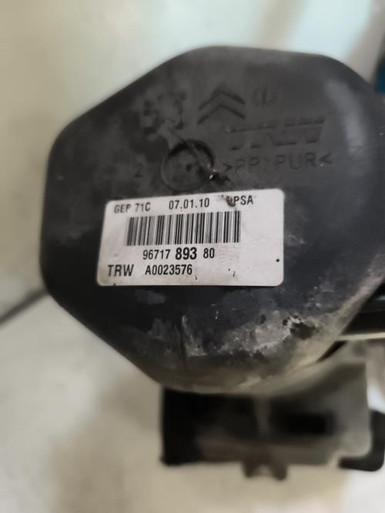 TRW
>PP/PUR<
GEP 71C 07.01.10 PSA
96717 893 80
TRW A0023576